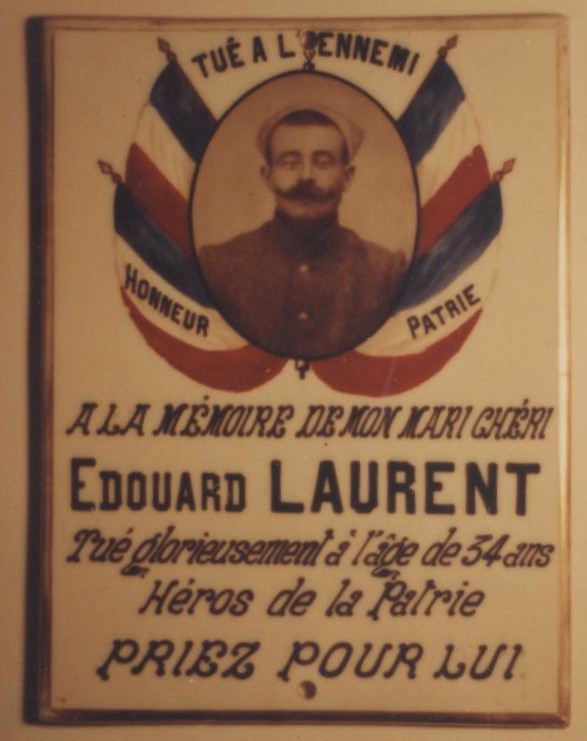 TUÉ A L'ENNEMI
HONNEUR
PATRIE
A LA MÉMOIRE DE MON MARI CHÉRI
EDOUARD LAURENT
Tué glorieusement à l'âge de 34 ans
Héros de la Patrie
PRIEZ POUR LUI